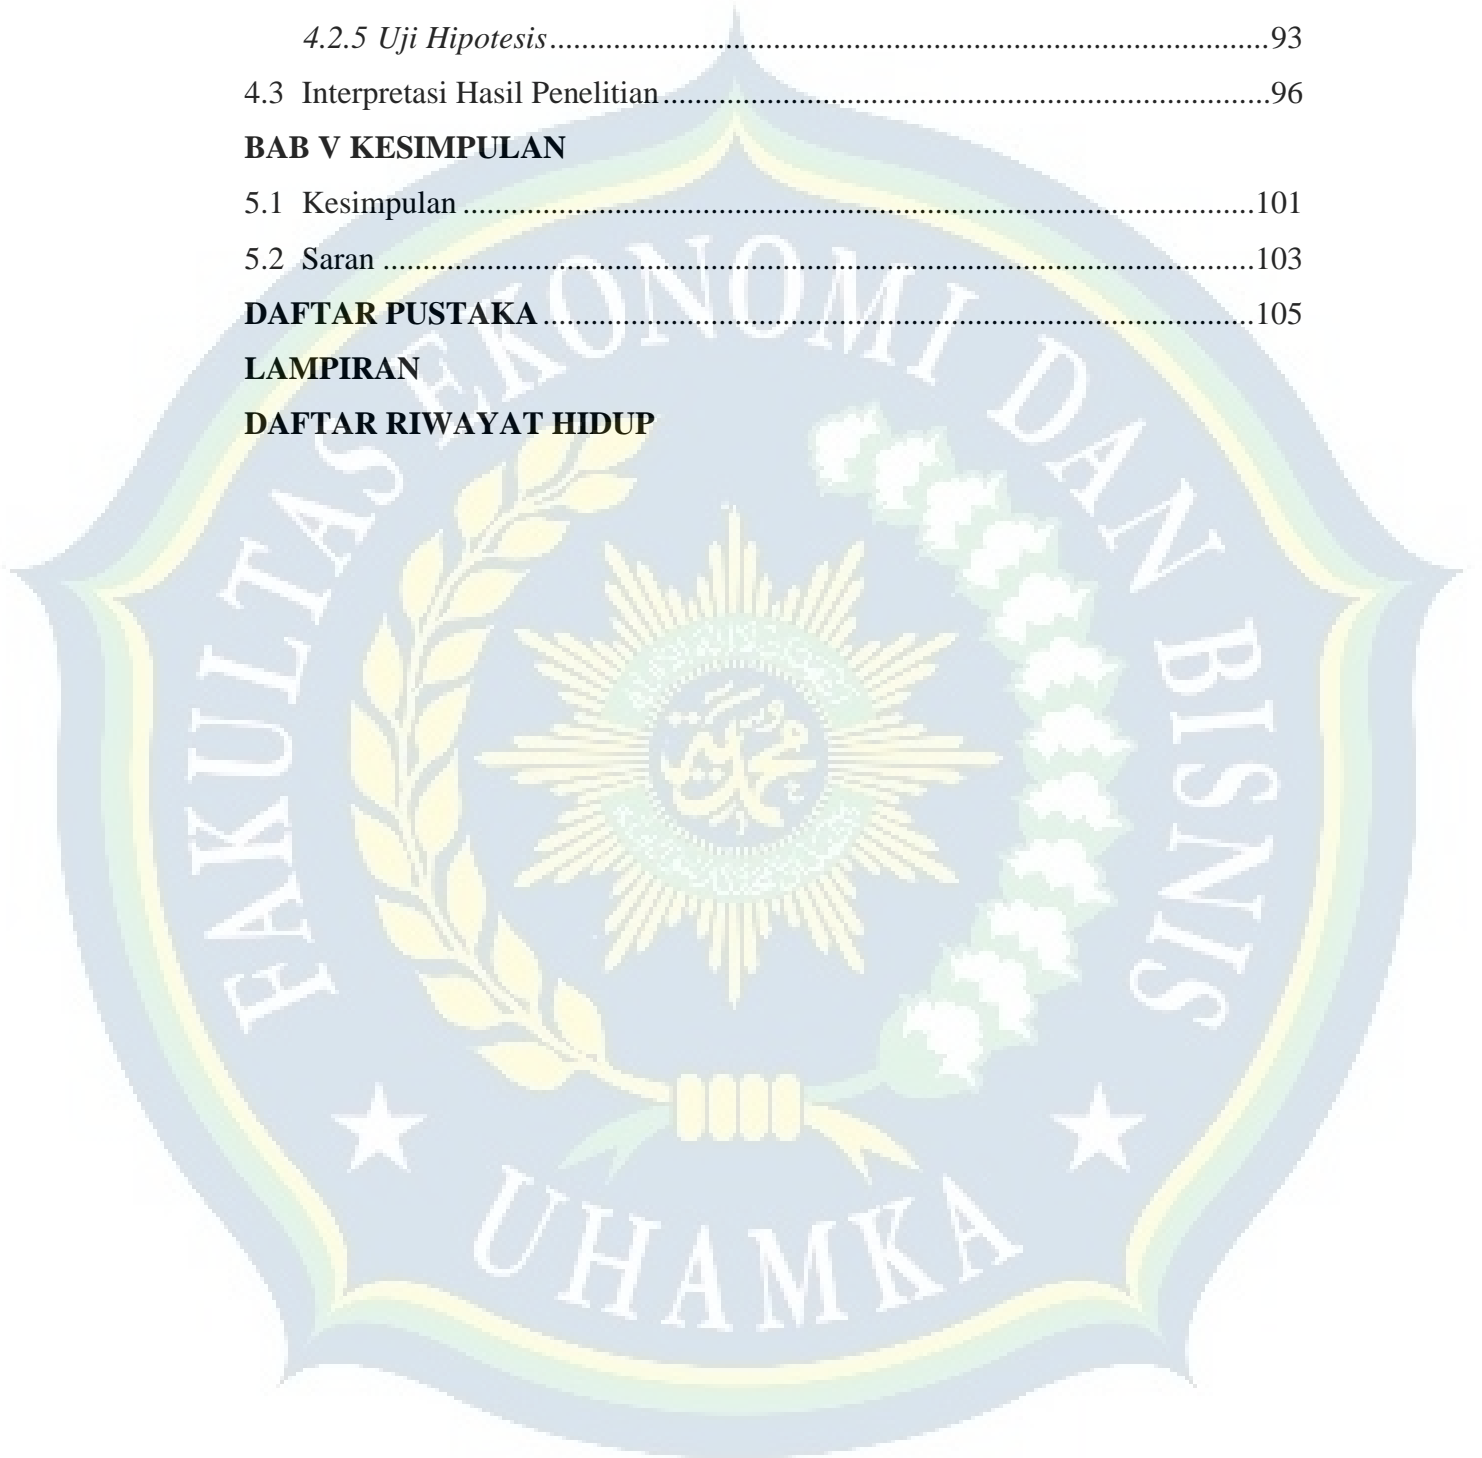 4.2.5 Uji Hipotesis..........................................................................................93
4.3 Interpretasi Hasil Penelitian............................................................................96
BAB V KESIMPULAN
5.1 Kesimpulan...................................................................................................101
5.2 Saran.............................................................................................................103
DAFTAR PUSTAKA.........................................................................................105
LAMPIRAN
DAFTAR RIWAYAT HIDUP
FAKULTAS EKONOMI DAN BISNIS
UHAMKA